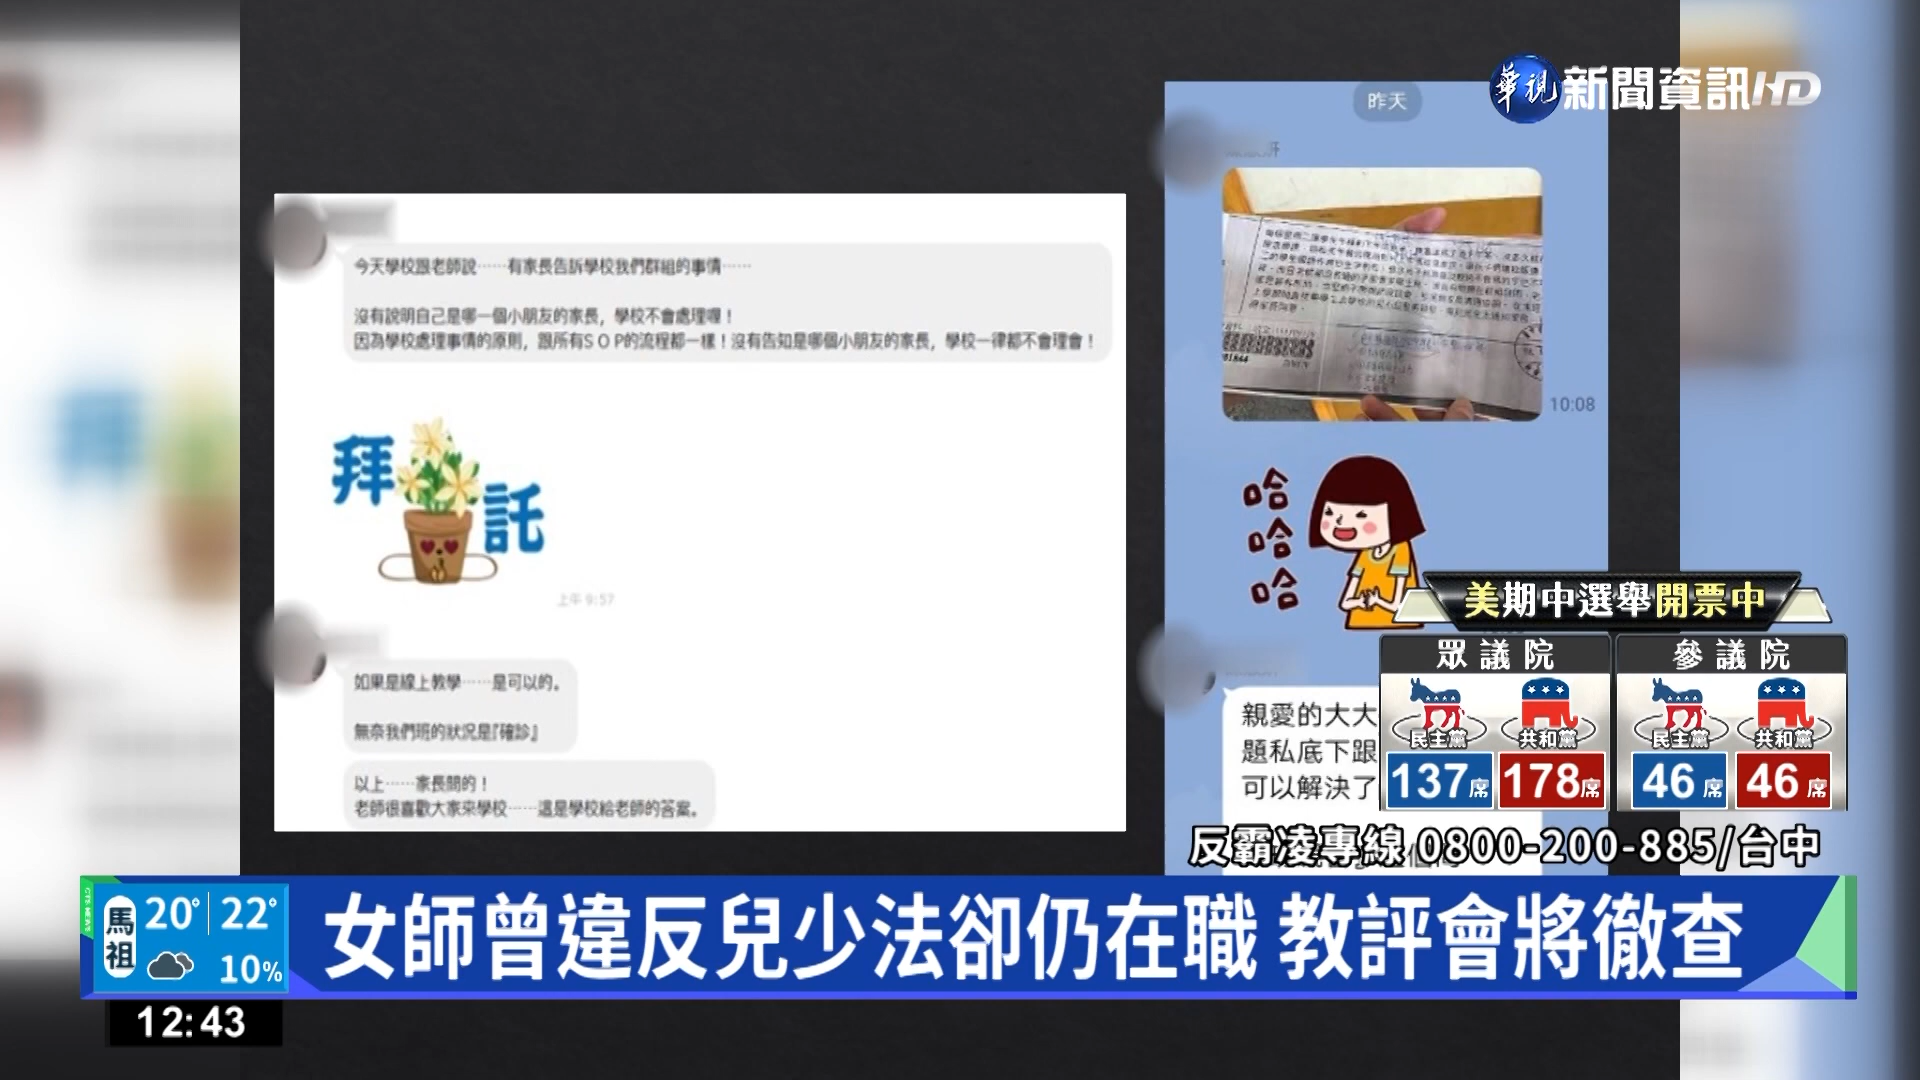 華視
新聞資訊HD
昨天
今天學校跟老師說……有家長告訴學校我們群組的事情……
沒有說明自己是哪一個小朋友的家長，學校不會處理喔！
因為學校處理事情的原則，跟所有SOP的流程都一樣！沒有告知是哪個小朋友的家長，學校一律都不會理會！
拜託
上午 9:57
如果是線上教學……是可以的。
無奈我們班的狀況是『確診』
以上……家長問的！
老師很喜歡大家來學校……這是學校給老師的答案。
10:08
哈
哈
哈
親愛的大大
題私底下跟
可以解決了
美期中選舉開票中
眾議院
參議院
民主黨
共和黨
民主黨
共和黨
137席
178席
46席
46席
反霸凌專線 0800-200-885/台中
馬祖
20° 22°
10%
女師曾違反兒少法卻仍在職 教評會將徹查
12:43